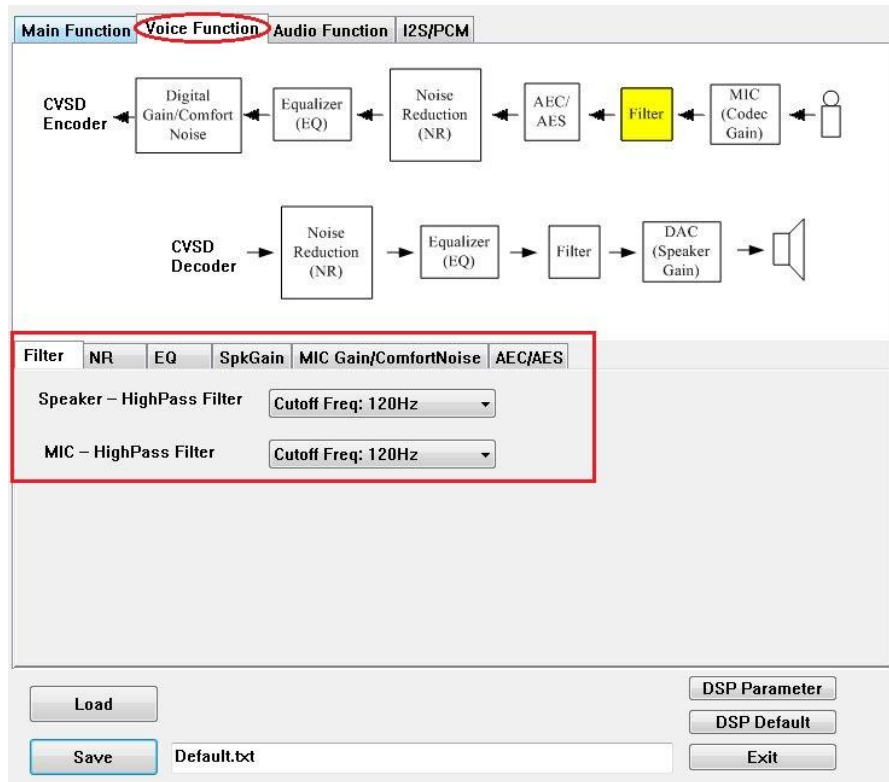 Main Function Voice Function Audio Function I2S/PCM
CVSD
Encoder
Digital
Gain/Comfort
Noise
Equalizer
(EQ)
Noise
Reduction
(NR)
AEC/
AES
Filter
MIC
(Codec
Gain)
CVSD
Decoder
Noise
Reduction
(NR)
Equalizer
(EQ)
Filter
DAC
(Speaker
Gain)
Filter NR EQ SpkGain MIC Gain/ComfortNoise AEC/AES
Speaker – HighPass Filter Cutoff Freq: 120Hz
MIC – HighPass Filter Cutoff Freq: 120Hz
Load
DSP Parameter
DSP Default
Save Default.txt Exit